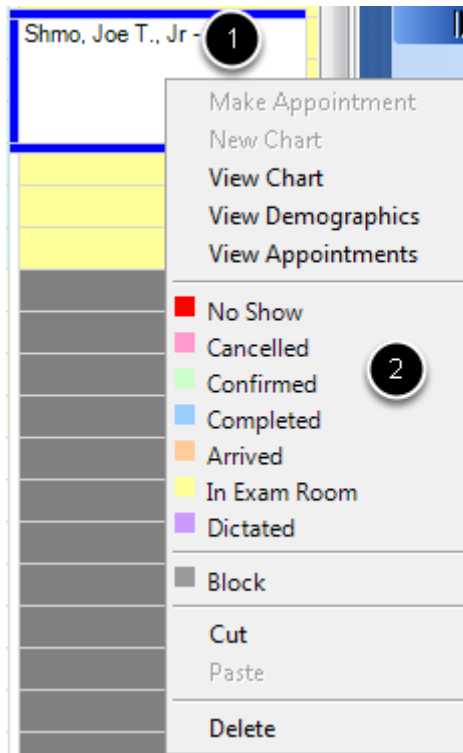 Shmo, Joe T., Jr -
1
Make Appointment
New Chart
View Chart
View Demographics
View Appointments
No Show
Cancelled
Confirmed
2
Completed
Arrived
In Exam Room
Dictated
Block
Cut
Paste
Delete